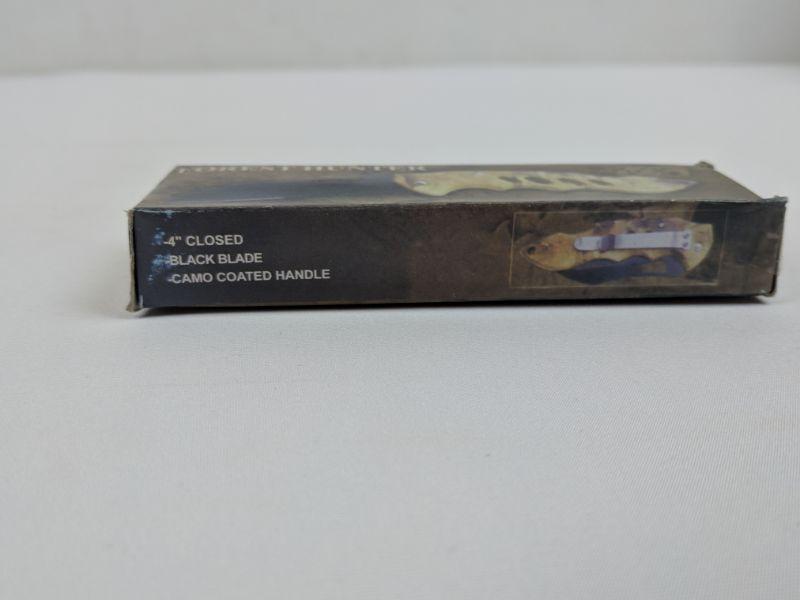 FOREST HUNTER
-4" CLOSED
-BLACK BLADE
-CAMO COATED HANDLE